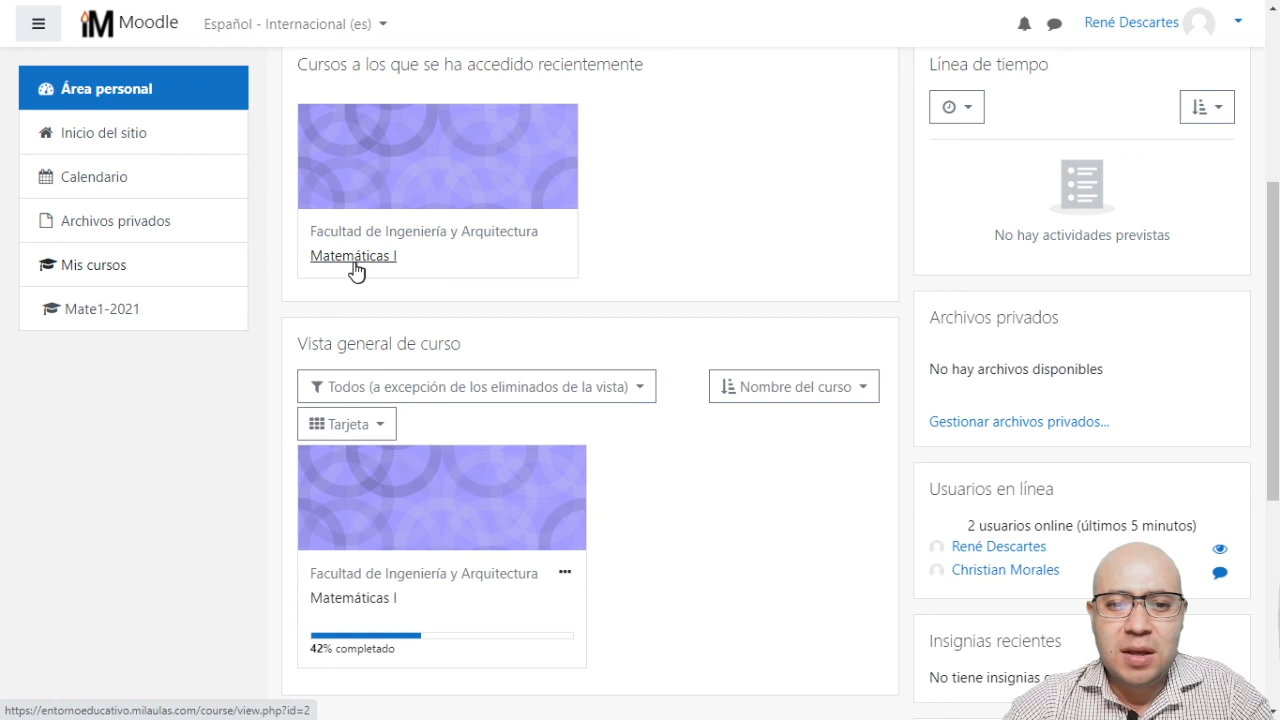 iM Moodle
Español - Internacional (es)
René Descartes
Área personal
Inicio del sitio
Calendario
Archivos privados
Mis cursos
Mate1-2021
Cursos a los que se ha accedido recientemente
Facultad de Ingeniería y Arquitectura
Matemáticas I
Vista general de curso
Todos (a excepción de los eliminados de la vista)
Nombre del curso
Tarjeta
Facultad de Ingeniería y Arquitectura
Matemáticas I
42% completado
Línea de tiempo
No hay actividades previstas
Archivos privados
No hay archivos disponibles
Gestionar archivos privados...
Usuarios en línea
2 usuarios online (últimos 5 minutos)
René Descartes
Christian Morales
Insignias recientes
No tiene insignias
https://entornoeducativo.milaulas.com/course/view.php?id=2